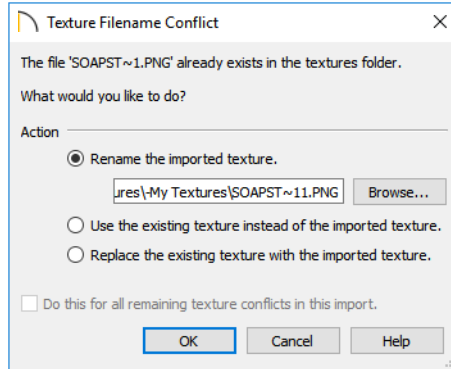 Texture Filename Conflict
The file 'SOAPST~1.PNG' already exists in the textures folder.
What would you like to do?
Action
Rename the imported texture.
ures\-My Textures\SOAPST~11.PNG
Browse...
Use the existing texture instead of the imported texture.
Replace the existing texture with the imported texture.
Do this for all remaining texture conflicts in this import.
OK
Cancel
Help